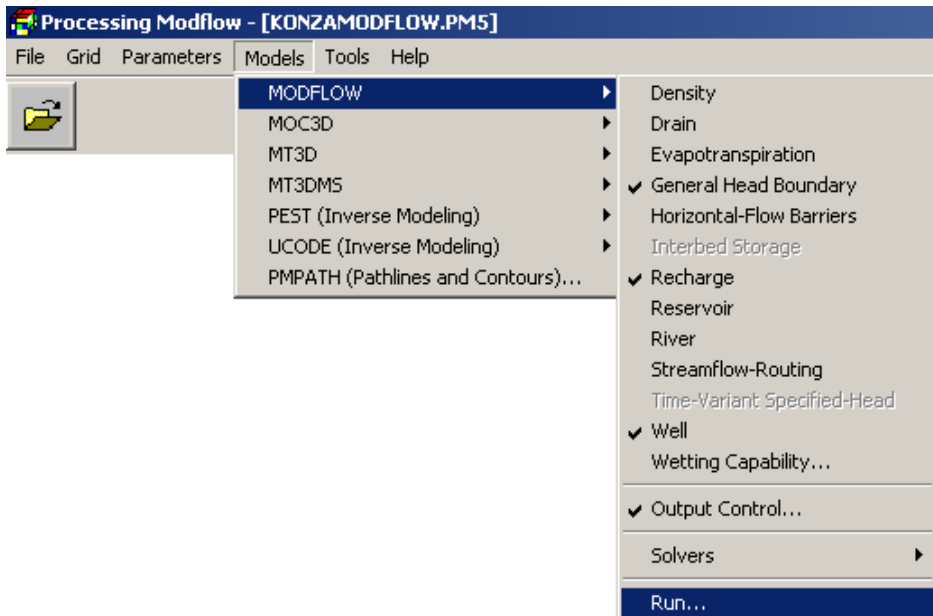 Processing Modflow - [KONZAMODFLOW.PM5]
File Grid Parameters Models Tools Help
MODFLOW
MOC3D
MT3D
MT3DMS
PEST (Inverse Modeling)
UCODE (Inverse Modeling)
PMPATH (Pathlines and Contours)...
Density
Drain
Evapotranspiration
General Head Boundary
Horizontal-Flow Barriers
Interbed Storage
Recharge
Reservoir
River
Streamflow-Routing
Time-Variant Specified-Head
Well
Wetting Capability...
Output Control...
Solvers
Run...